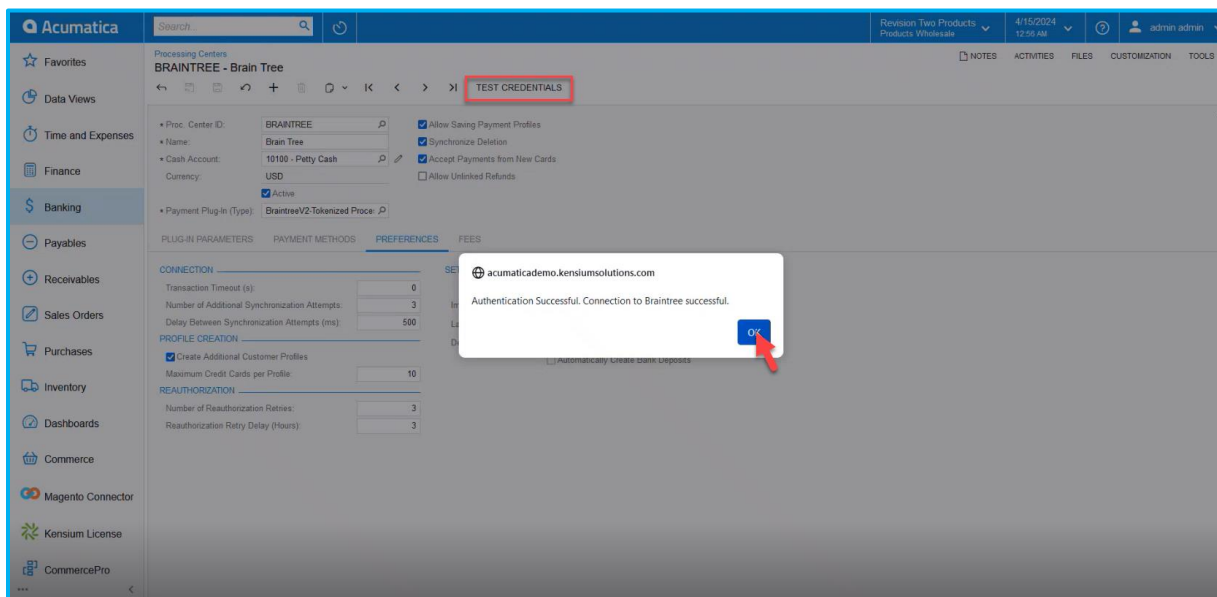 Acumatica
Search...
Revision Two Products
Products Wholesale
4/15/2024
12:56 AM
admin admin
Favorites
Data Views
Time and Expenses
Finance
Banking
Payables
Receivables
Sales Orders
Purchases
Inventory
Dashboards
Commerce
Magento Connector
Kensium License
CommercePro
Processing Centers
BRAINTREE - Brain Tree
NOTES ACTIVITIES FILES CUSTOMIZATION TOOLS
TEST CREDENTIALS
Proc. Center ID: BRAINTREE
Name: Brain Tree
Cash Account: 10100 - Petty Cash
Currency: USD
Active
Payment Plug-In (Type): BraintreeV2-Tokenized Proce
Allow Saving Payment Profiles
Synchronize Deletion
Accept Payments from New Cards
Allow Unlinked Refunds
PLUG-IN PARAMETERS PAYMENT METHODS PREFERENCES FEES
CONNECTION
Transaction Timeout (s): 0
Number of Additional Synchronization Attempts: 3
Delay Between Synchronization Attempts (ms): 500
PROFILE CREATION
Create Additional Customer Profiles
Maximum Credit Cards per Profile: 10
REAUTHORIZATION
Number of Reauthorization Retries: 3
Reauthorization Retry Delay (Hours): 3
acumaticademo.kensiumsolutions.com
Authentication Successful. Connection to Braintree successful.
OK
Automatically Create Bank Deposits